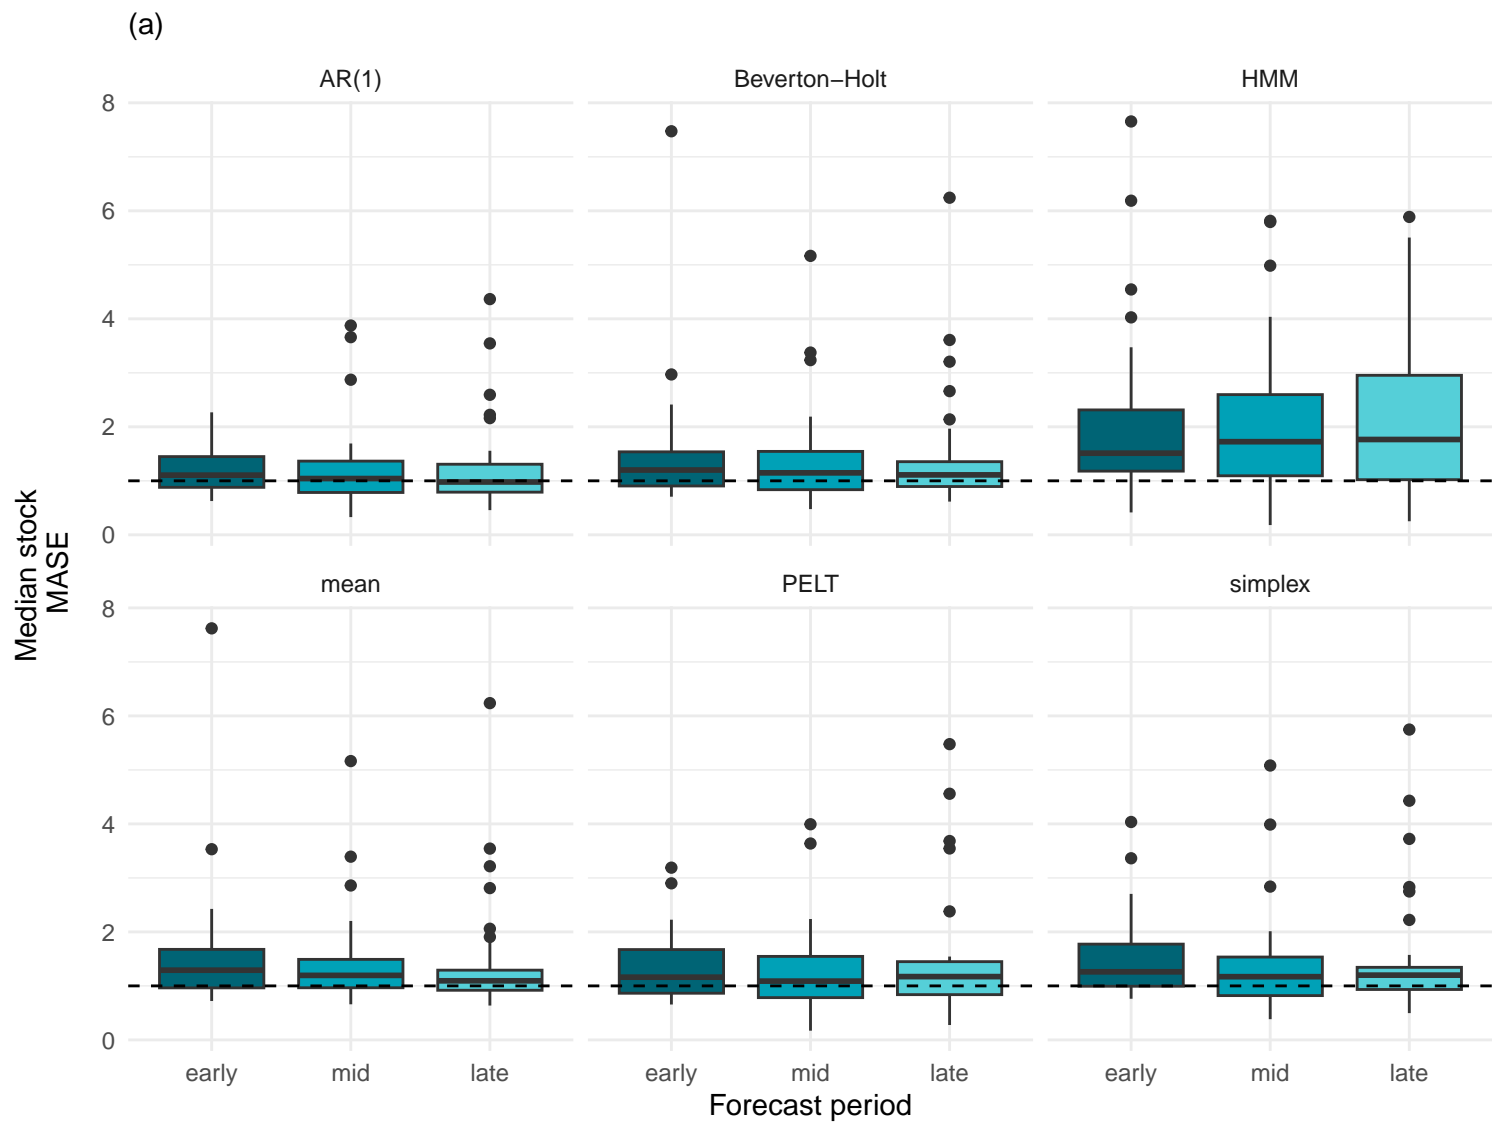 (a)
AR(1)
Beverton−Holt
HMM
8
6
4
2
0
mean
PELT
simplex
8
6
4
2
0
Median stock
MASE
early
mid
late
early
mid
late
early
mid
late
Forecast period